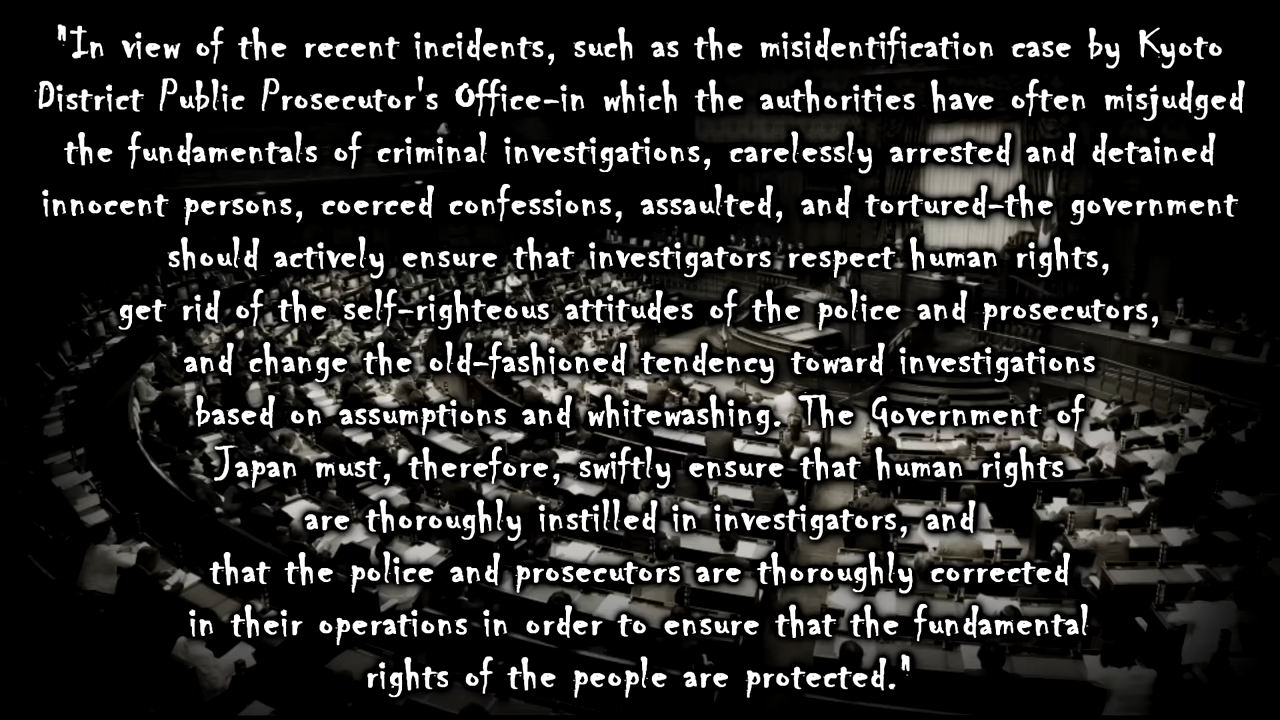 "In view of the recent incidents, such as the misidentification case by Kyoto
District Public Prosecutor's Office-in which the authorities have often misjudged
the fundamentals of criminal investigations, carelessly arrested and detained
innocent persons, coerced confessions, assaulted, and tortured-the government
should actively ensure that investigators respect human rights,
get rid of the self-righteous attitudes of the police and prosecutors,
and change the old-fashioned tendency toward investigations
based on assumptions and whitewashing. The Government of
Japan must, therefore, swiftly ensure that human rights
are thoroughly instilled in investigators, and
that the police and prosecutors are thoroughly corrected
in their operations in order to ensure that the fundamental
rights of the people are protected."